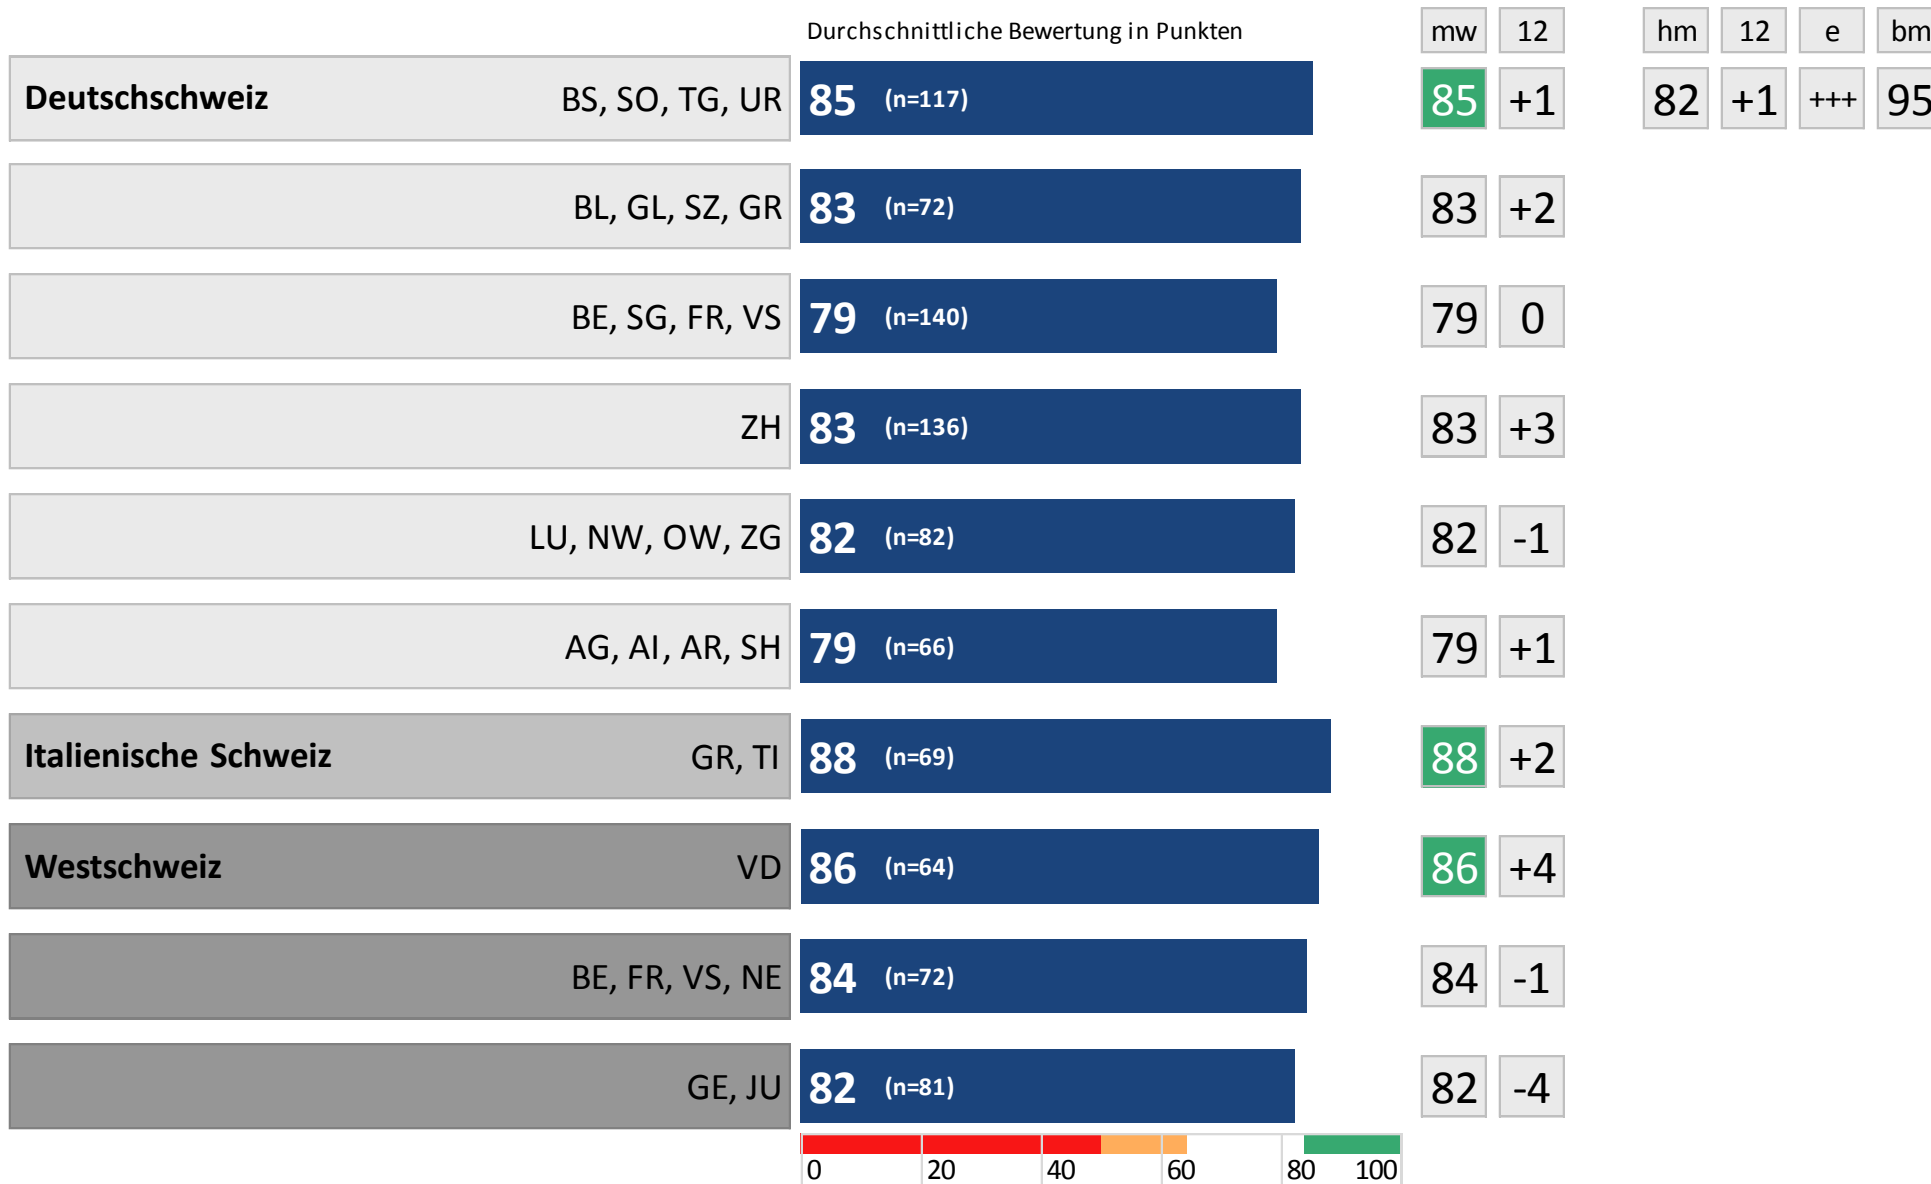 Durchschnittliche Bewertung in Punkten mw 12 hm 12 e bm
Deutschschweiz BS, SO, TG, UR 85 (n=117) 85 +1 82 +1 +++ 95
BL, GL, SZ, GR 83 (n=72) 83 +2
BE, SG, FR, VS 79 (n=140) 79 0
ZH 83 (n=136) 83 +3
LU, NW, OW, ZG 82 (n=82) 82 -1
AG, AI, AR, SH 79 (n=66) 79 +1
Italienische Schweiz GR, TI 88 (n=69) 88 +2
Westschweiz VD 86 (n=64) 86 +4
BE, FR, VS, NE 84 (n=72) 84 -1
GE, JU 82 (n=81) 82 -4
0 20 40 60 80 100